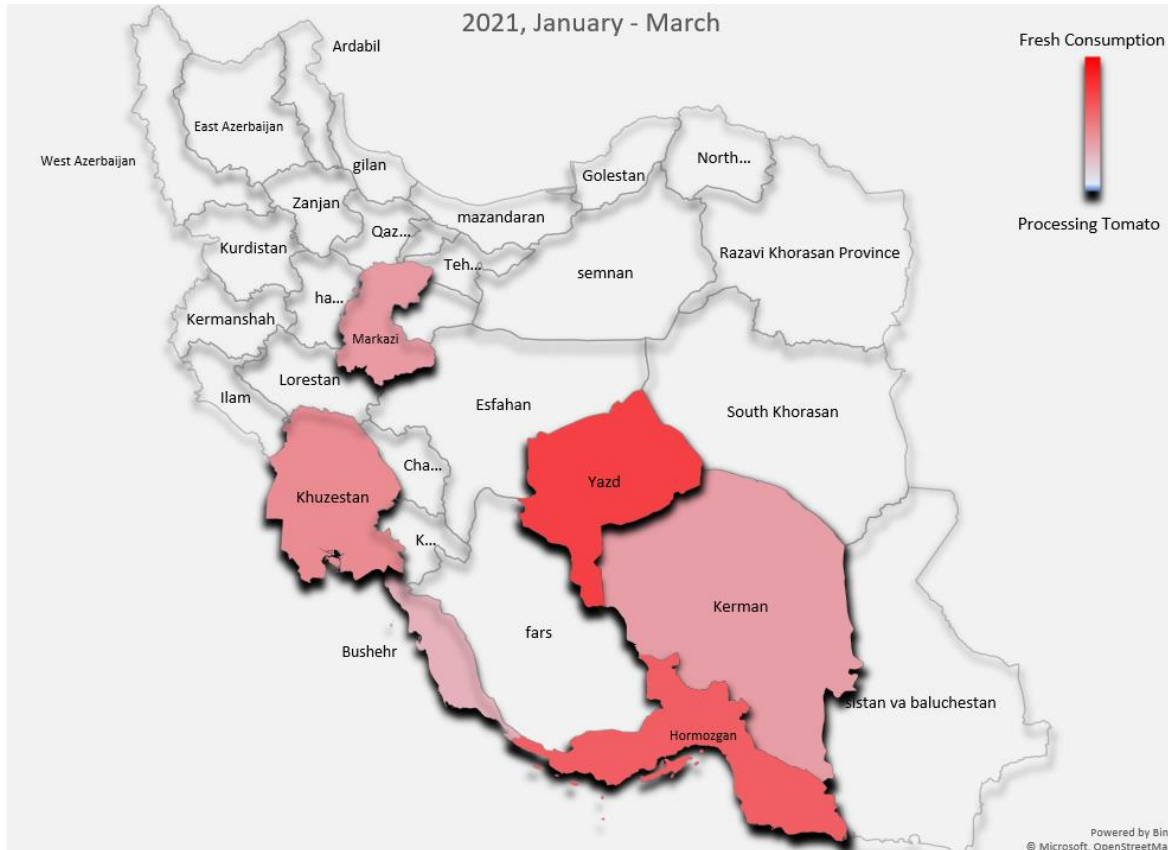 2021, January - March
Fresh Consumption
Processing Tomato
Ardabil
East Azerbaijan
West Azerbaijan
gilan
Golestan
North...
Zanjan
mazandaran
Qaz...
Kurdistan
Teh...
semnan
Razavi Khorasan Province
ha...
Kermanshah
Markazi
Lorestan
Ilam
Esfahan
South Khorasan
Cha...
Yazd
Khuzestan
K...
Kerman
fars
Bushehr
sistan va baluchestan
Hormozgan
Powered by Bin
© Microsoft, OpenStreetMa